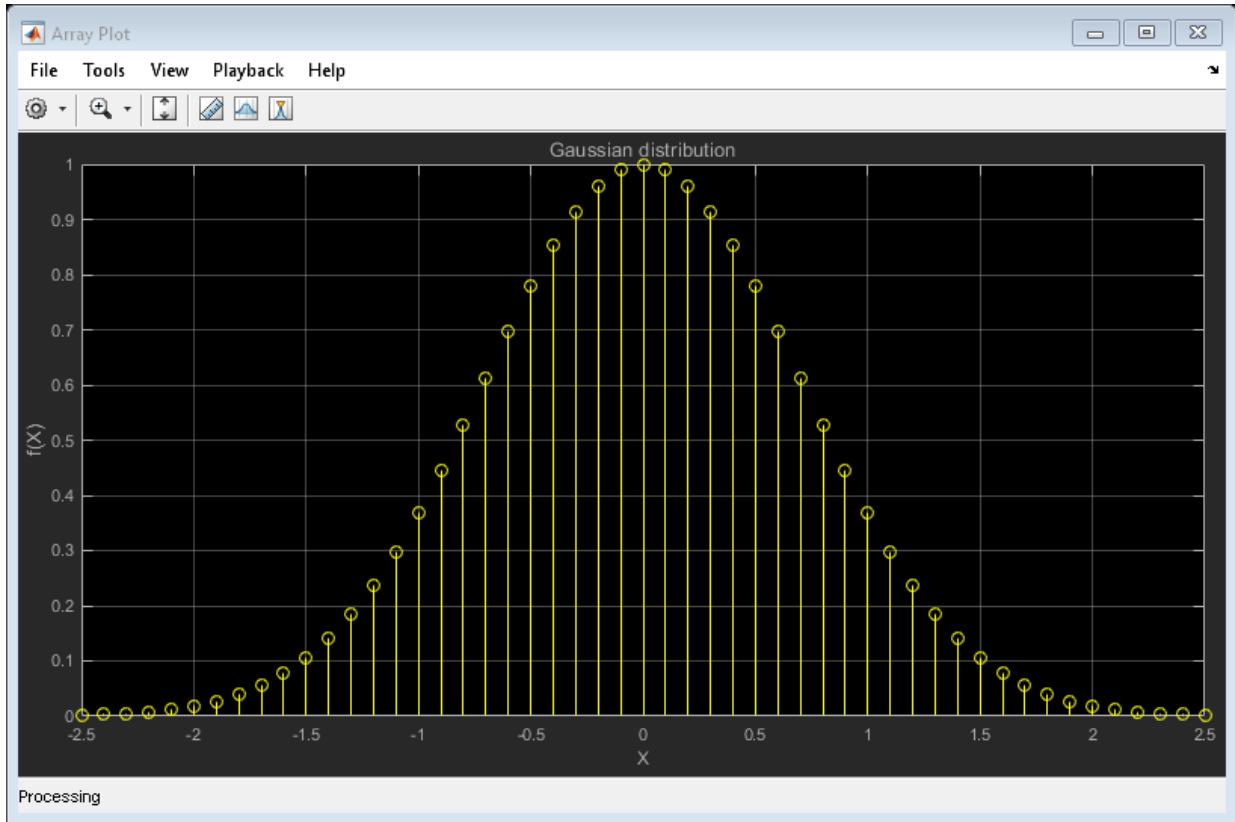 Array Plot
File Tools View Playback Help
Gaussian distribution
1
0.9
0.8
0.7
0.6
0.5
0.4
0.3
0.2
0.1
0
f(X)
-2.5 -2 -1.5 -1 -0.5 0 0.5 1 1.5 2 2.5
X
Processing